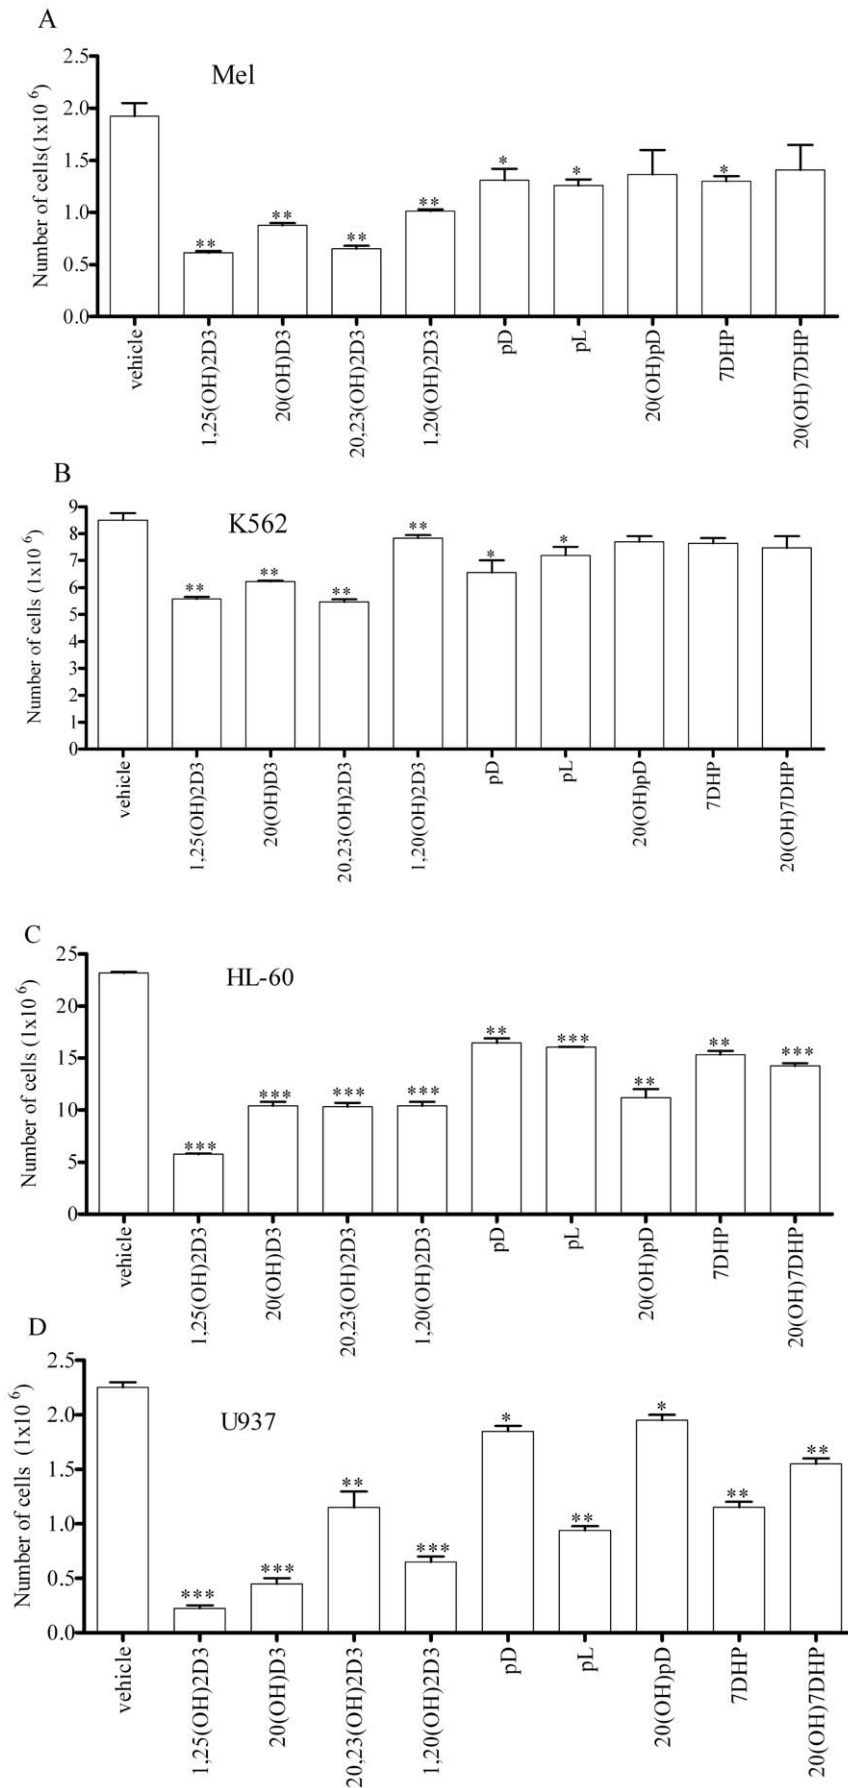 A
Mel
Number of cells(1x10 6)
2.5
2.0
1.5
1.0
0.5
0.0
* * * ** ** ** **
vehicle
1,25(OH)2D3
20(OH)D3
20,23(OH)2D3
1,20(OH)2D3
pD
pL
20(OH)pD
7DHP
20(OH)7DHP
B
K562
Number of cells (1x10 6)
9
8
7
6
5
4
3
2
1
0
** ** ** ** * *
vehicle
1,25(OH)2D3
20(OH)D3
20,23(OH)2D3
1,20(OH)2D3
pD
pL
20(OH)pD
7DHP
20(OH)7DHP
C
HL-60
Number of cells (1x10 6)
25
20
15
10
5
0
*** *** *** *** ** *** ** ** ***
vehicle
1,25(OH)2D3
20(OH)D3
20,23(OH)2D3
1,20(OH)2D3
pD
pL
20(OH)pD
7DHP
20(OH)7DHP
D
U937
Number of cells (1x10 6)
2.5
2.0
1.5
1.0
0.5
0.0
*** *** ** *** * ** * ** **
vehicle
1,25(OH)2D3
20(OH)D3
20,23(OH)2D3
1,20(OH)2D3
pD
pL
20(OH)pD
7DHP
20(OH)7DHP